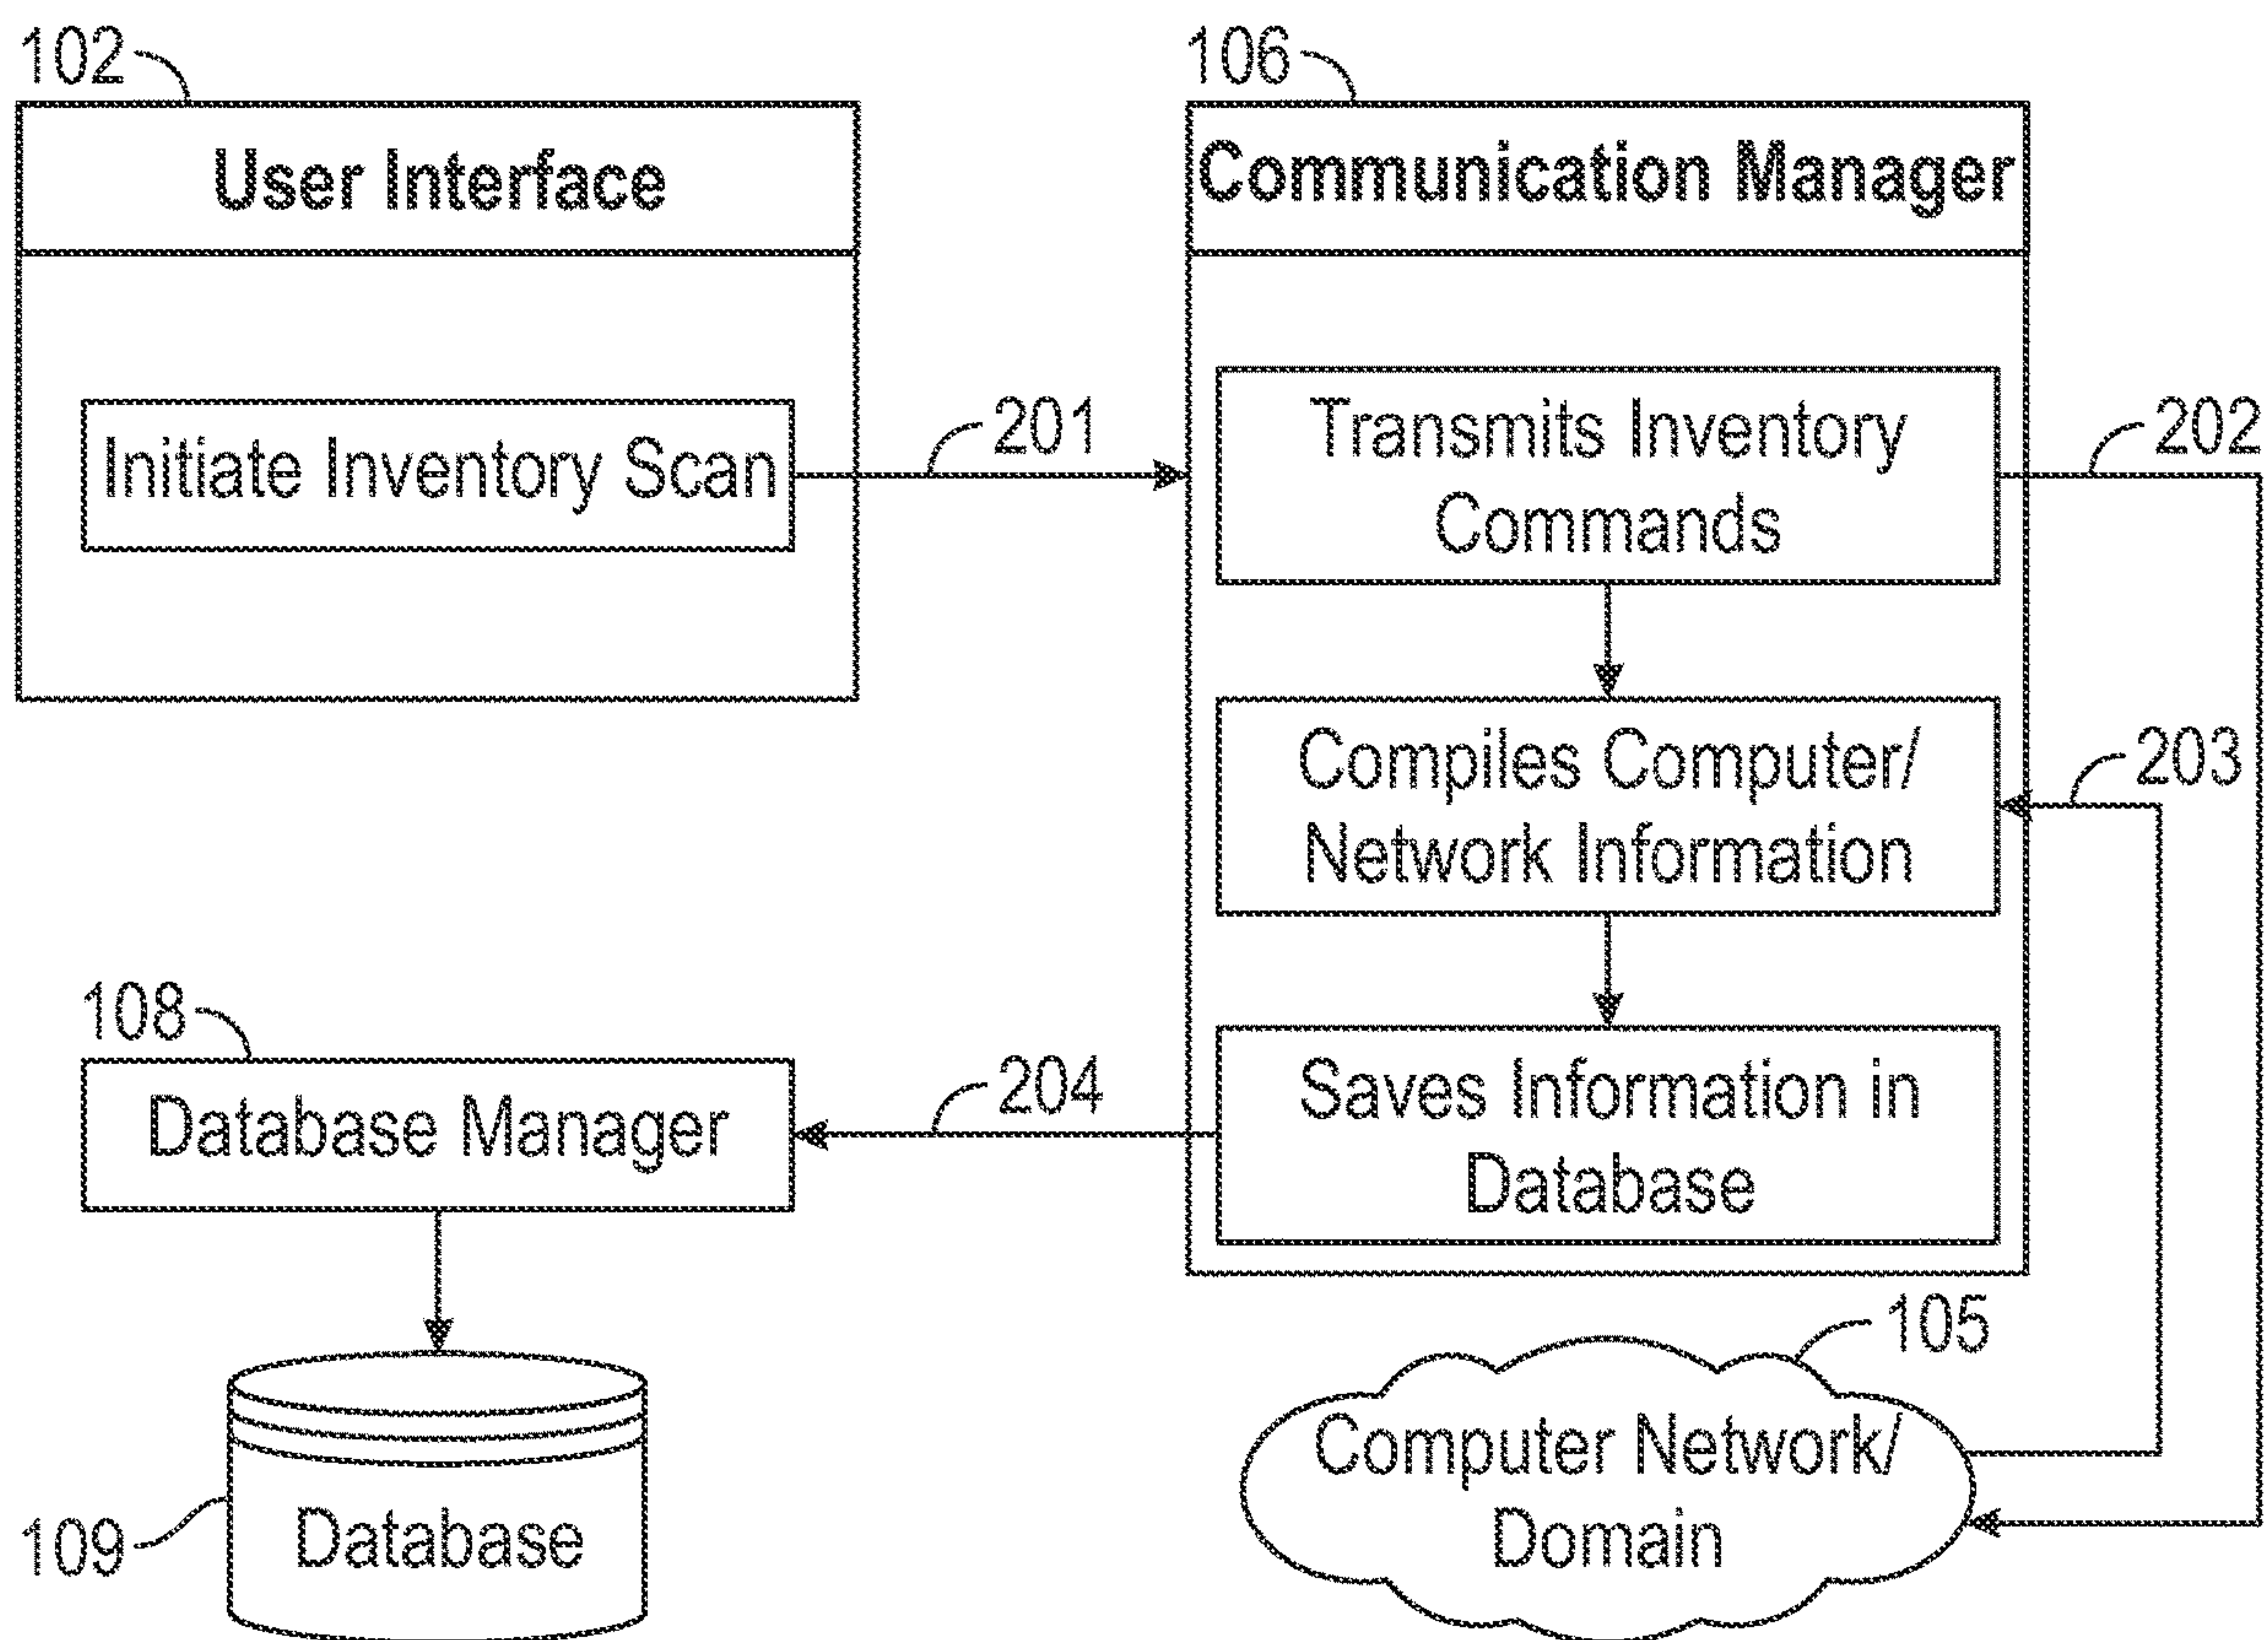 102
User Interface
Initiate Inventory Scan
201
106
Communication Manager
Transmits Inventory
Commands
202
Compiles Computer/
Network Information
203
Saves Information in
Database
204
108
Database Manager
109
Database
105
Computer Network/
Domain